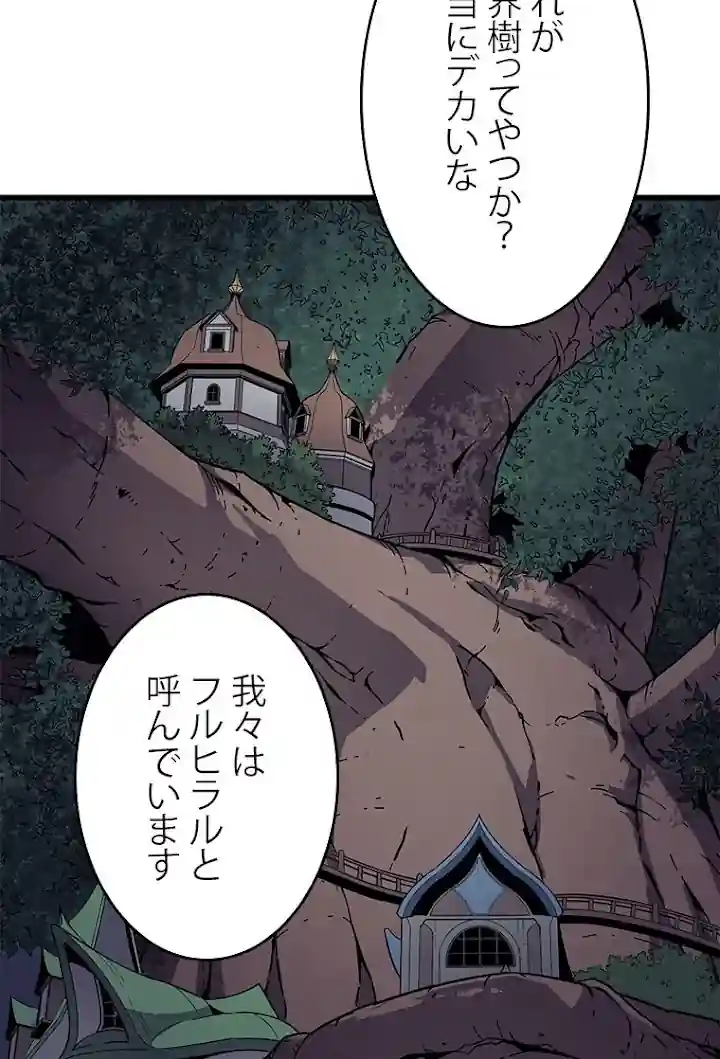 れが
界樹ってやつか?
当にデカいな
我々は
フルヒラルと
呼んでいます